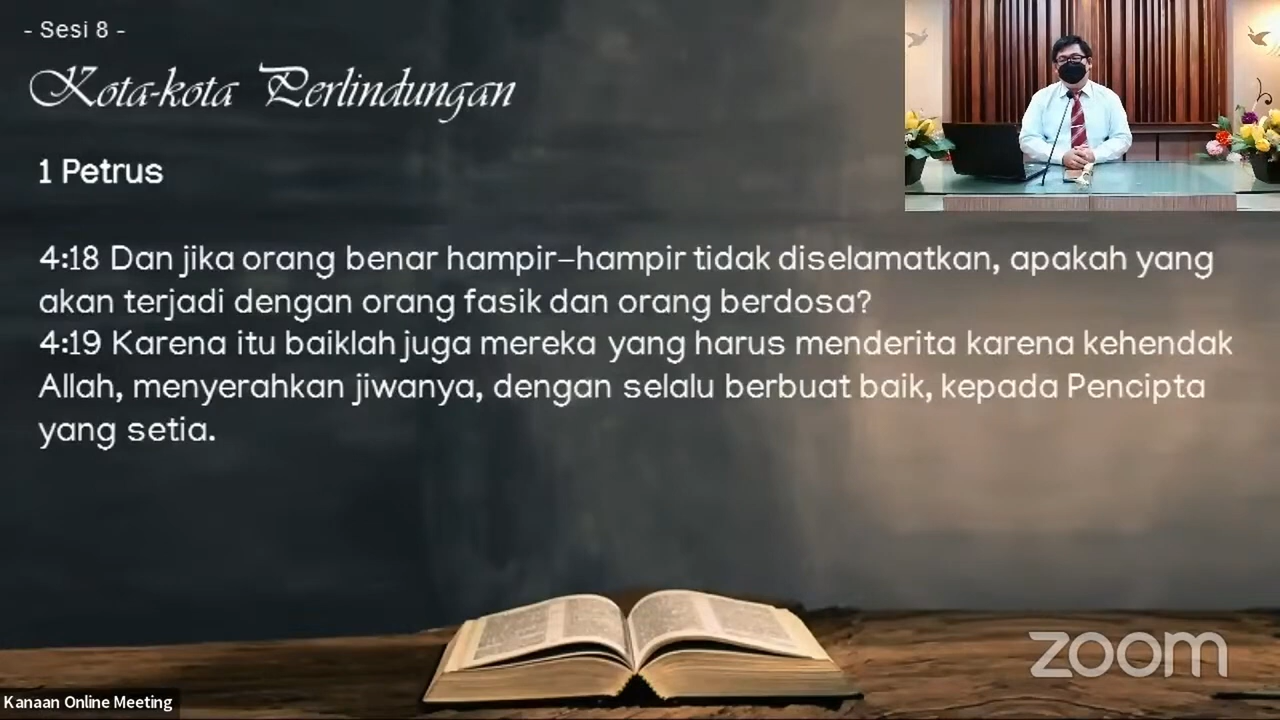 - Sesi 8 -
Kota-kota Perlindungan
1 Petrus
4:18 Dan jika orang benar hampir-hampir tidak diselamatkan, apakah yang
akan terjadi dengan orang fasik dan orang berdosa?
4:19 Karena itu baiklah juga mereka yang harus menderita karena kehendak
Allah, menyerahkan jiwanya, dengan selalu berbuat baik, kepada Pencipta
yang setia.
zoom
Kanaan Online Meeting